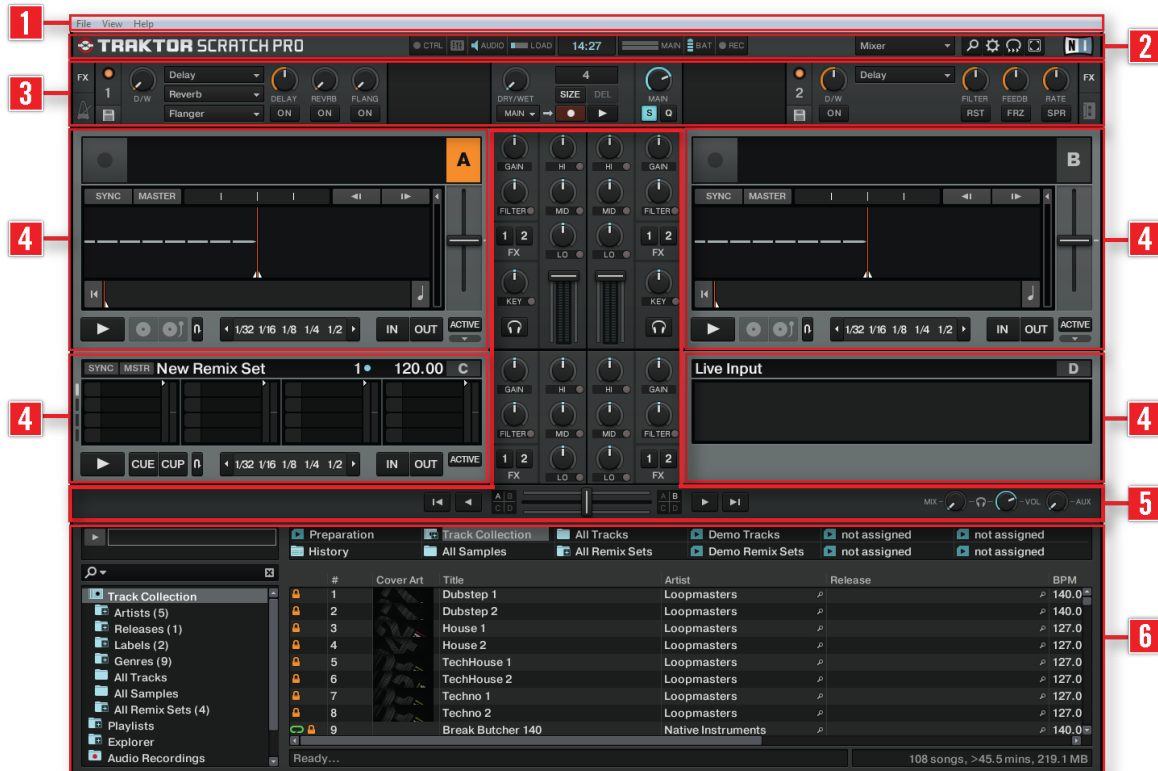 1
File View Help
2
TRAKTOR SCRATCH PRO CTRL AUDIO LOAD 14:27 MAIN BAT REC Mixer NI
3
FX 1 D/W Delay Reverb Flanger DELAY REVRB FLANG ON ON ON
DRY/WET 4 SIZE DEL MAIN MAIN S Q
2 D/W ON Delay FILTER FEEDB RATE RST FRZ SPR FX
4
A
SYNC MASTER
1/32 1/16 1/8 1/4 1/2 IN OUT ACTIVE
GAIN HI HI GAIN
FILTER MID MID FILTER
1 2 FX LO LO 1 2 FX
KEY KEY
4
B
SYNC MASTER
1/32 1/16 1/8 1/4 1/2 IN OUT ACTIVE
4
SYNC MSTR New Remix Set 1 120.00 C
CUE CUP 1/32 1/16 1/8 1/4 1/2 IN OUT ACTIVE
GAIN HI HI GAIN
FILTER MID MID FILTER
1 2 FX LO LO 1 2 FX
4
Live Input D
5
A B C D A B C D MIX VOL AUX
6
Preparation Track Collection All Tracks Demo Tracks not assigned not assigned
History All Samples All Remix Sets Demo Remix Sets not assigned not assigned
Track Collection
Artists (5)
Releases (1)
Labels (2)
Genres (9)
All Tracks
All Samples
All Remix Sets (4)
Playlists
Explorer
Audio Recordings
# Cover Art Title Artist Release BPM
1 Dubstep 1 Loopmasters 140.0
2 Dubstep 2 Loopmasters 140.0
3 House 1 Loopmasters 127.0
4 House 2 Loopmasters 127.0
5 TechHouse 1 Loopmasters 127.0
6 TechHouse 2 Loopmasters 127.0
7 Techno 1 Loopmasters 127.0
8 Techno 2 Loopmasters 127.0
9 Break Butcher 140 Native Instruments 140.0
Ready... 108 songs, >45.5 mins, 219.1 MB